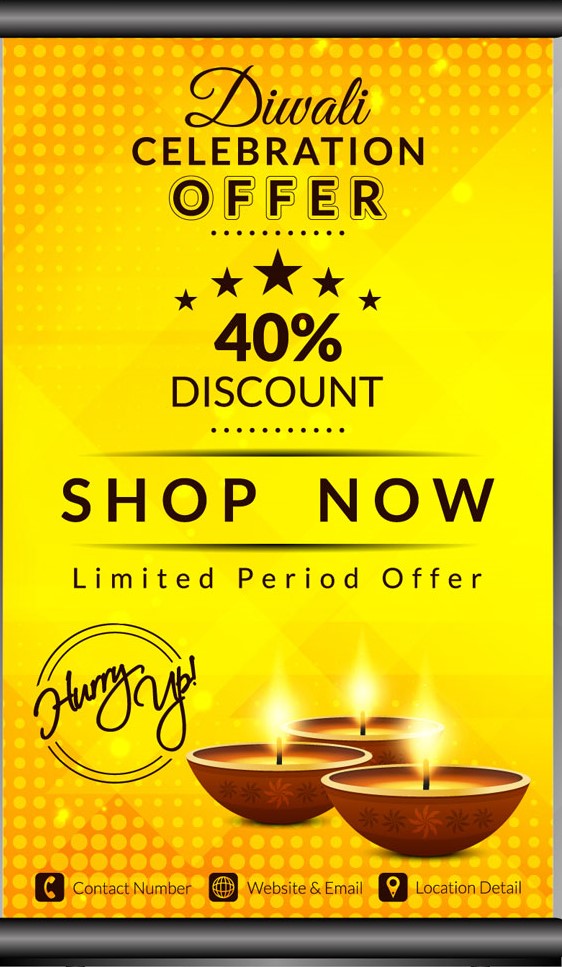 Diwali
CELEBRATION
OFFER
40%
DISCOUNT
SHOP NOW
Limited Period Offer
Hurry Up!
Contact Number Website & Email Location Detail